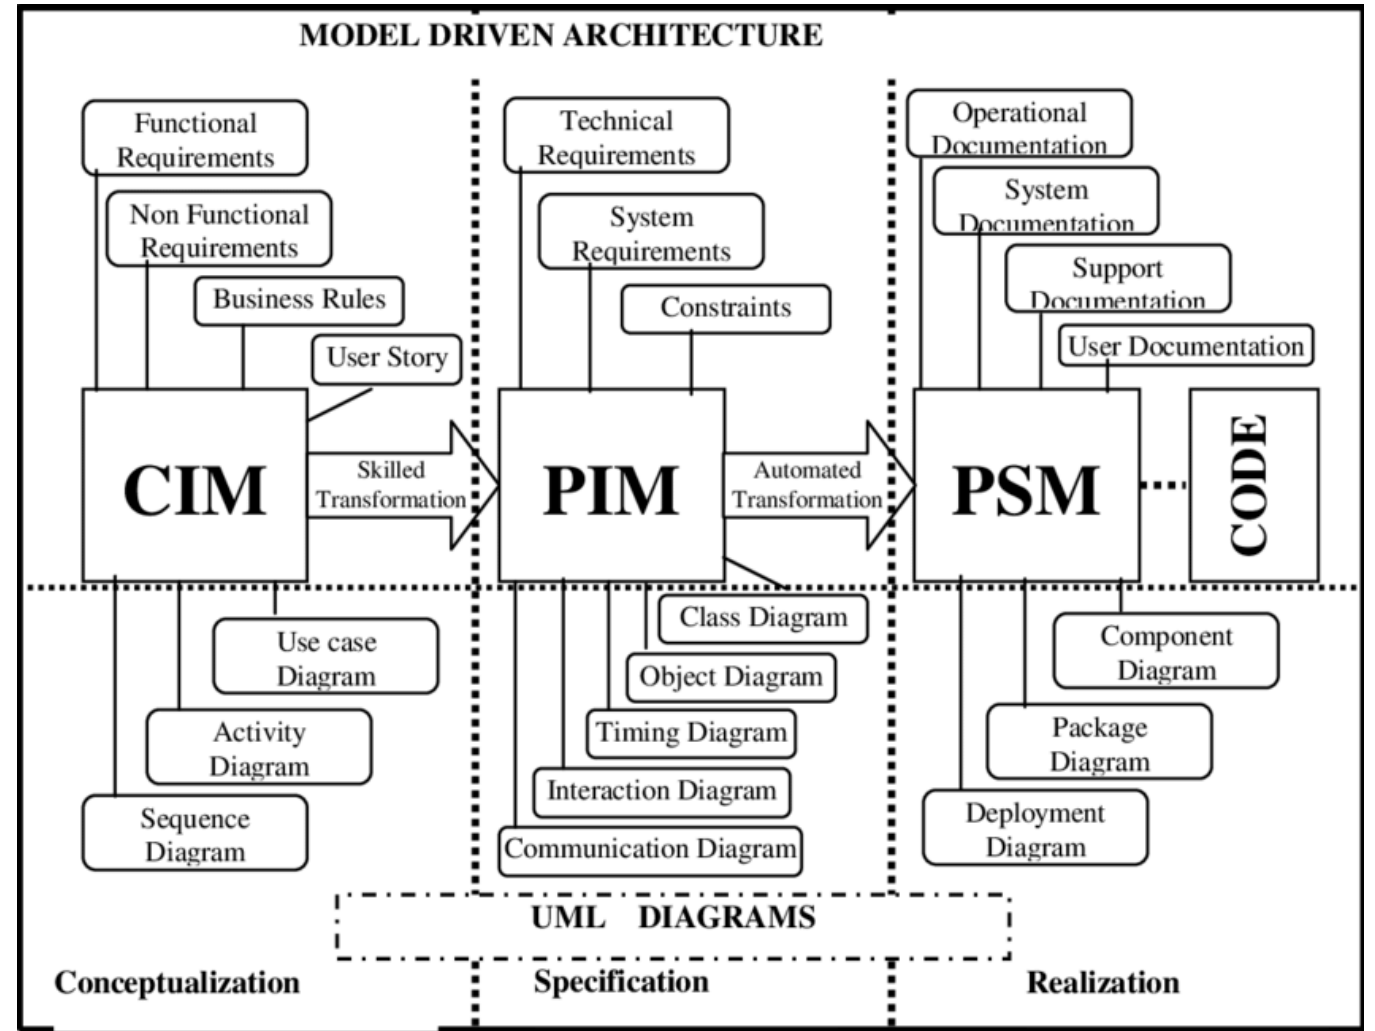 MODEL DRIVEN ARCHITECTURE
Functional
Requirements
Non Functional
Requirements
Business Rules
User Story
CIM
Skilled
Transformation
Use case
Diagram
Activity
Diagram
Sequence
Diagram
Conceptualization
Technical
Requirements
System
Requirements
Constraints
PIM
Automated
Transformation
Class Diagram
Object Diagram
Timing Diagram
Interaction Diagram
Communication Diagram
UML DIAGRAMS
Specification
Operational
Documentation
System
Documentation
Support
Documentation
User Documentation
PSM
CODE
Component
Diagram
Package
Diagram
Deployment
Diagram
Realization